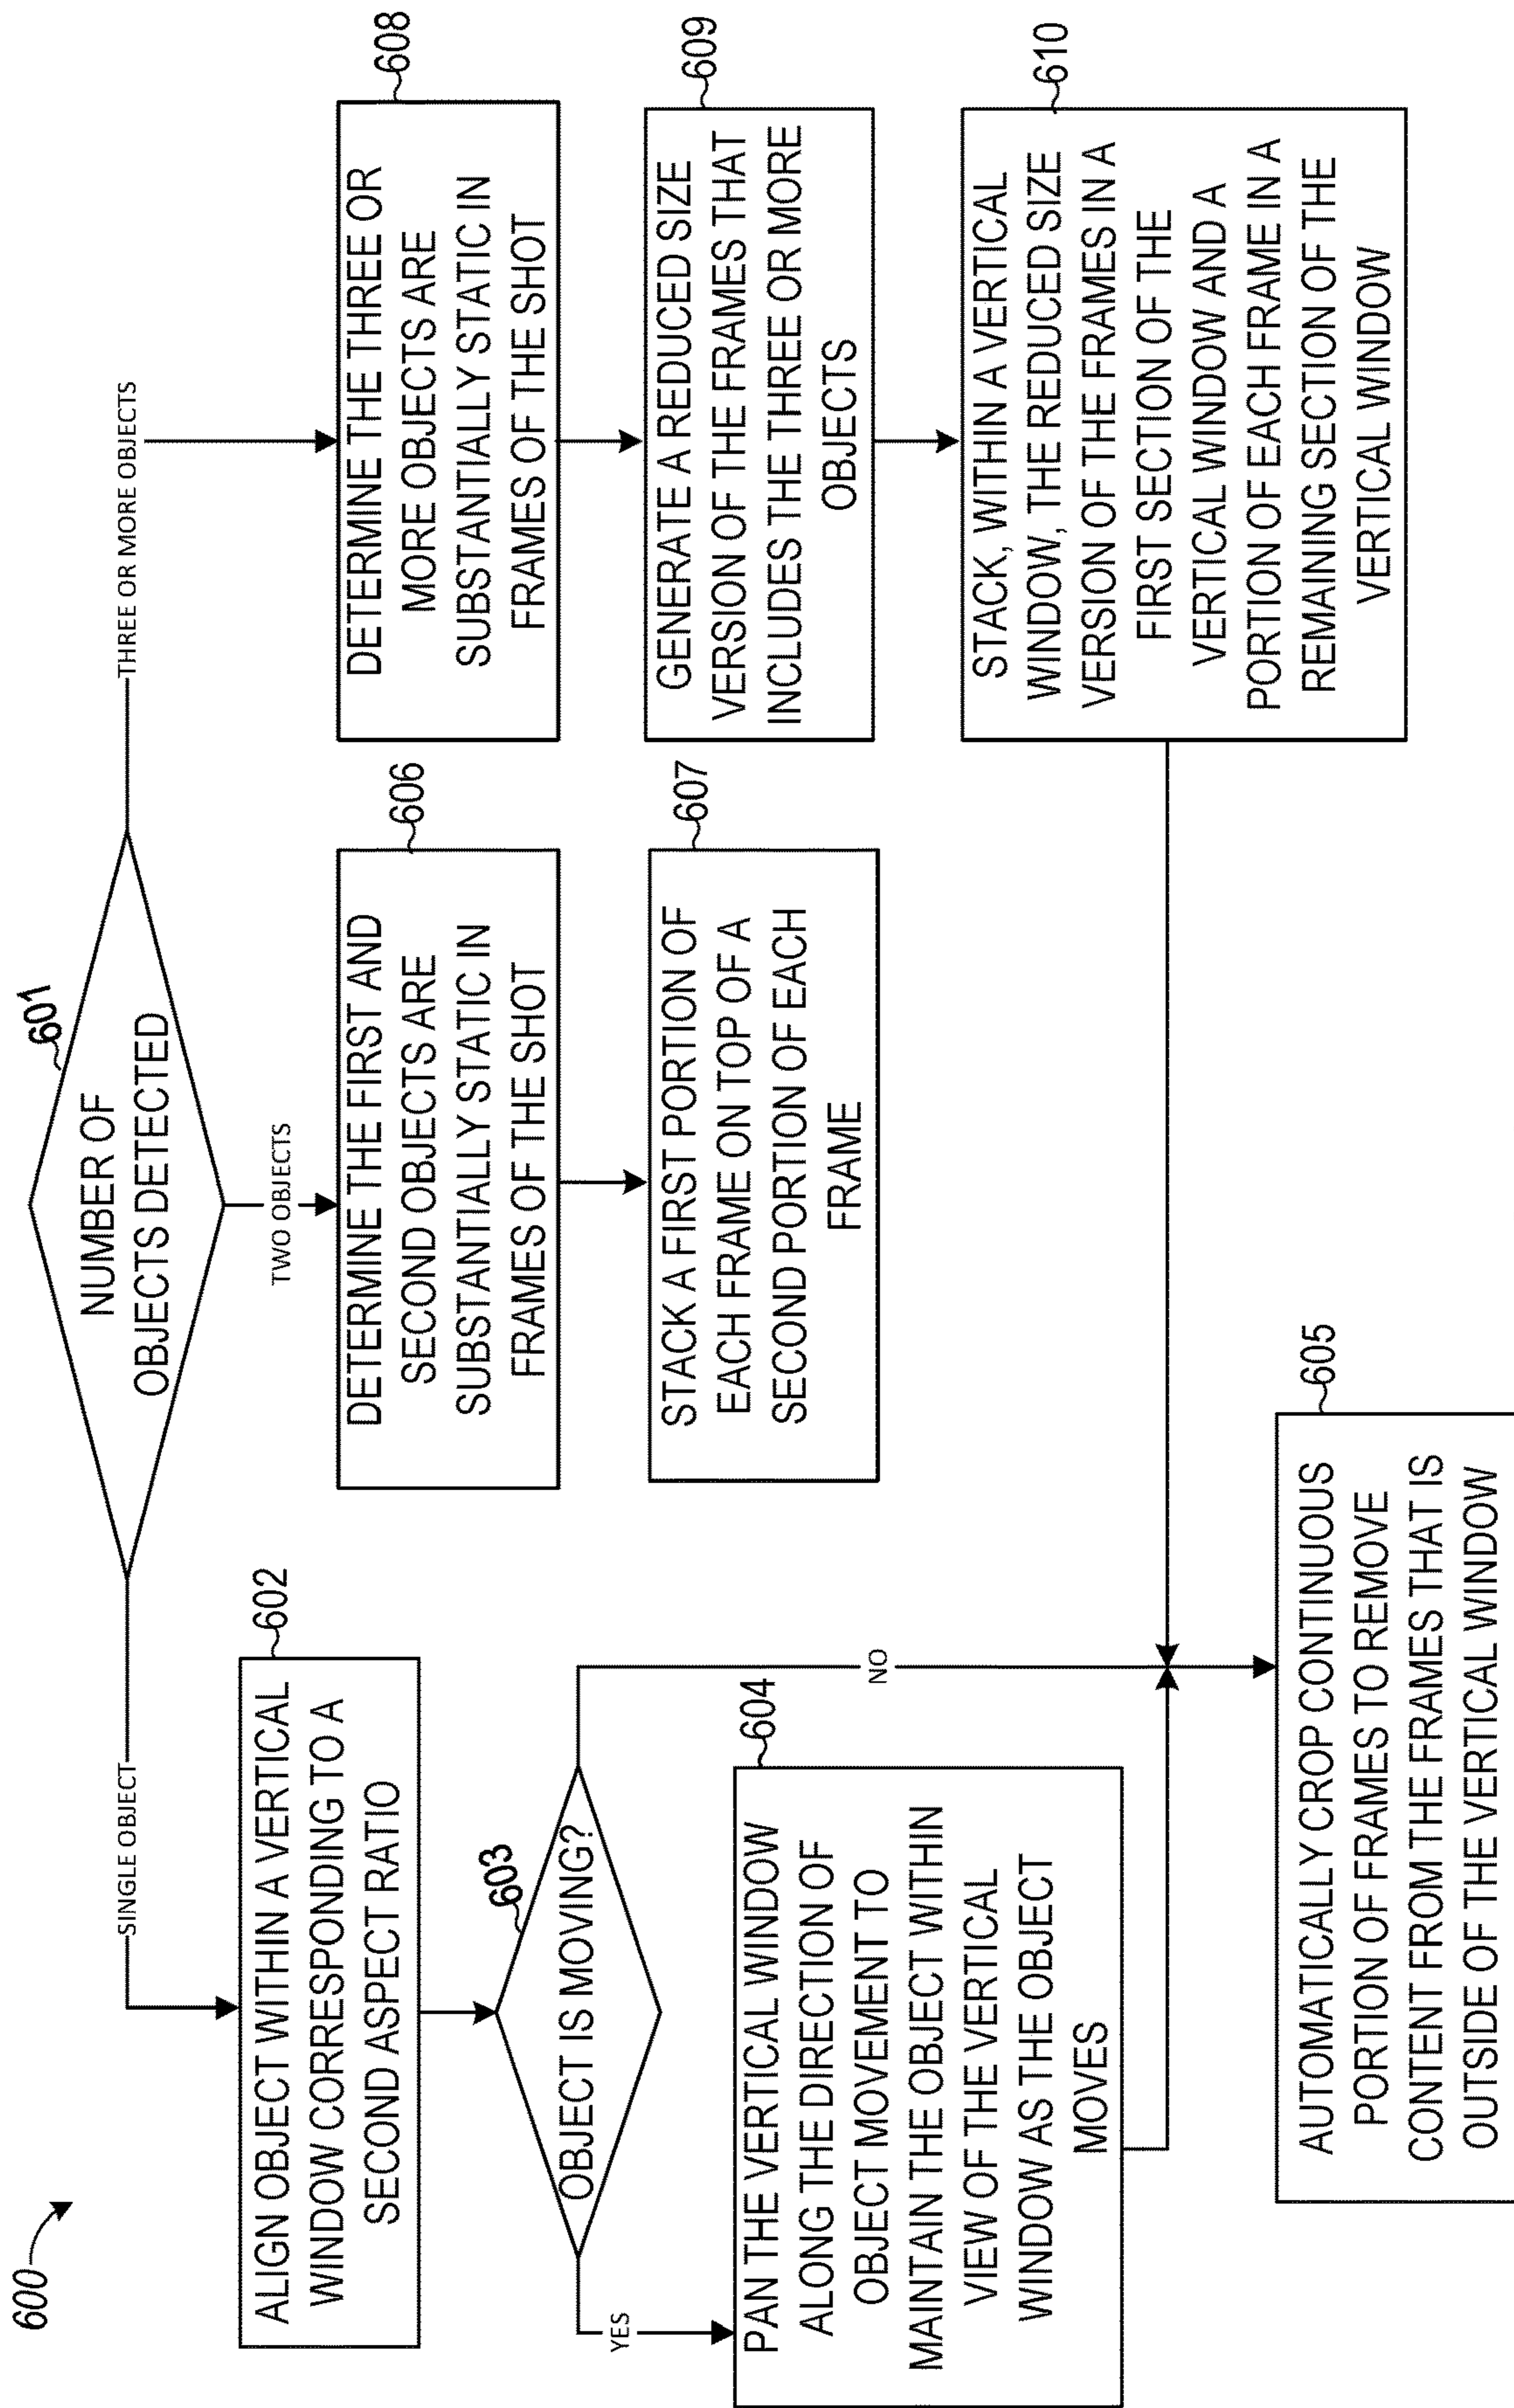 600
601
NUMBER OF
OBJECTS DETECTED
SINGLE OBJECT
TWO OBJECTS
THREE OR MORE OBJECTS
602
ALIGN OBJECT WITHIN A VERTICAL
WINDOW CORRESPONDING TO A
SECOND ASPECT RATIO
603
OBJECT IS MOVING?
YES
NO
604
PAN THE VERTICAL WINDOW
ALONG THE DIRECTION OF
OBJECT MOVEMENT TO
MAINTAIN THE OBJECT WITHIN
VIEW OF THE VERTICAL
WINDOW AS THE OBJECT
MOVES
605
AUTOMATICALLY CROP CONTINUOUS
PORTION OF FRAMES TO REMOVE
CONTENT FROM THE FRAMES THAT IS
OUTSIDE OF THE VERTICAL WINDOW
606
DETERMINE THE FIRST AND
SECOND OBJECTS ARE
SUBSTANTIALLY STATIC IN
FRAMES OF THE SHOT
607
STACK A FIRST PORTION OF
EACH FRAME ON TOP OF A
SECOND PORTION OF EACH
FRAME
608
DETERMINE THE THREE OR
MORE OBJECTS ARE
SUBSTANTIALLY STATIC IN
FRAMES OF THE SHOT
609
GENERATE A REDUCED SIZE
VERSION OF THE FRAMES THAT
INCLUDES THE THREE OR MORE
OBJECTS
610
STACK, WITHIN A VERTICAL
WINDOW, THE REDUCED SIZE
VERSION OF THE FRAMES IN A
FIRST SECTION OF THE
VERTICAL WINDOW AND A
PORTION OF EACH FRAME IN A
REMAINING SECTION OF THE
VERTICAL WINDOW